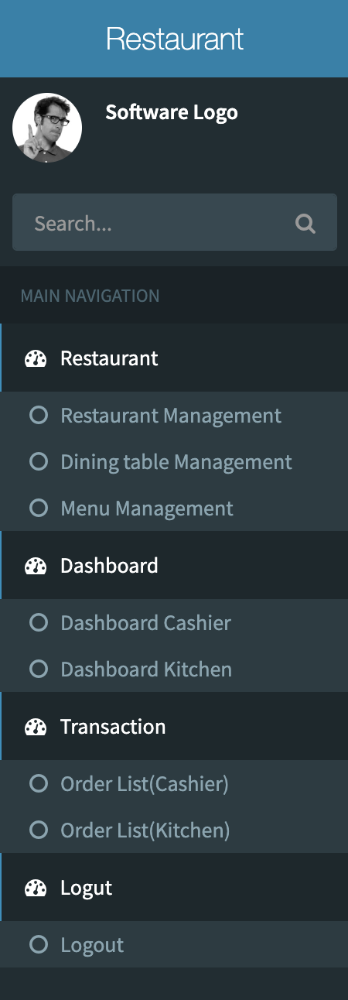 Restaurant
Software Logo
Search...
MAIN NAVIGATION
Restaurant
Restaurant Management
Dining table Management
Menu Management
Dashboard
Dashboard Cashier
Dashboard Kitchen
Transaction
Order List(Cashier)
Order List(Kitchen)
Logut
Logout